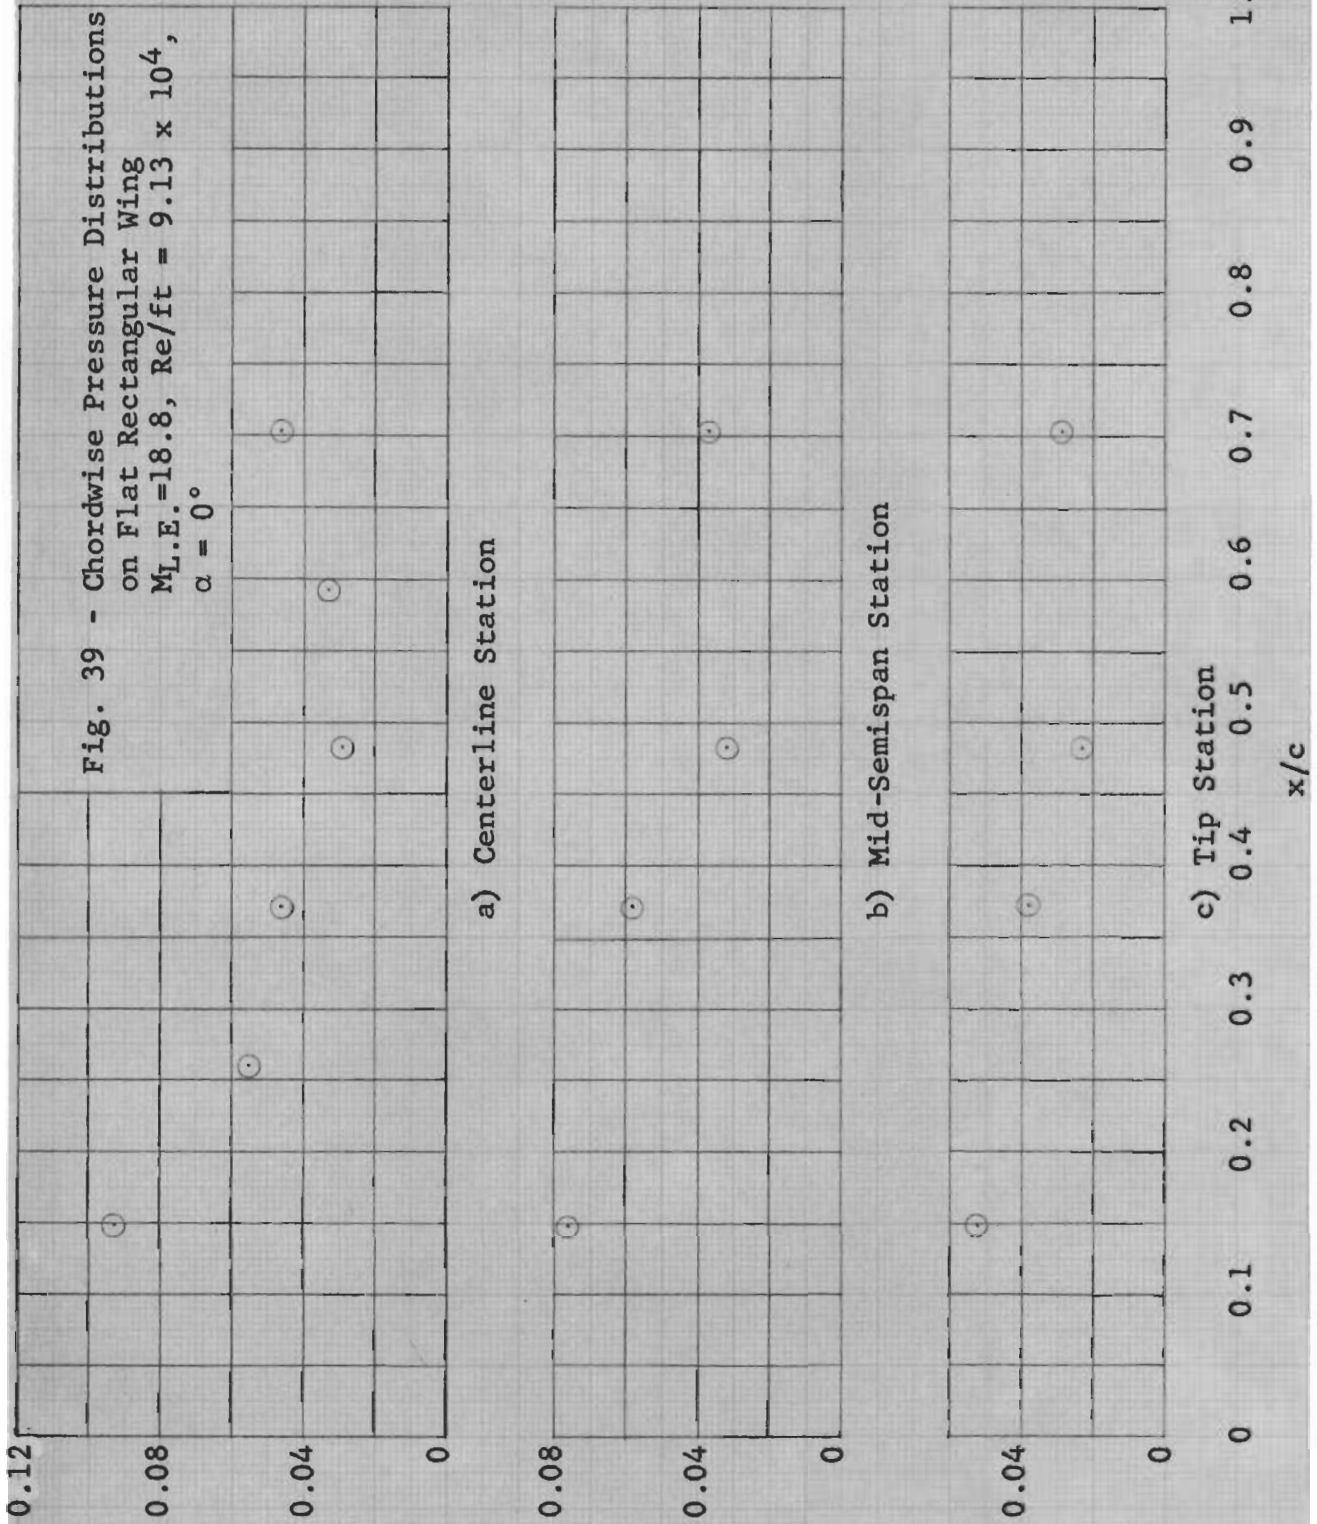 Fig. 39 - Chordwise Pressure Distributions
on Flat Rectangular Wing
M_L.E.=18.8, Re/ft = 9.13 x 10⁴,
α = 0°
0.12
0.08
0.04
0
a) Centerline Station
0.08
0.04
0
b) Mid-Semispan Station
0.04
0
c) Tip Station
0 0.1 0.2 0.3 0.4 0.5 0.6 0.7 0.8 0.9
x/c